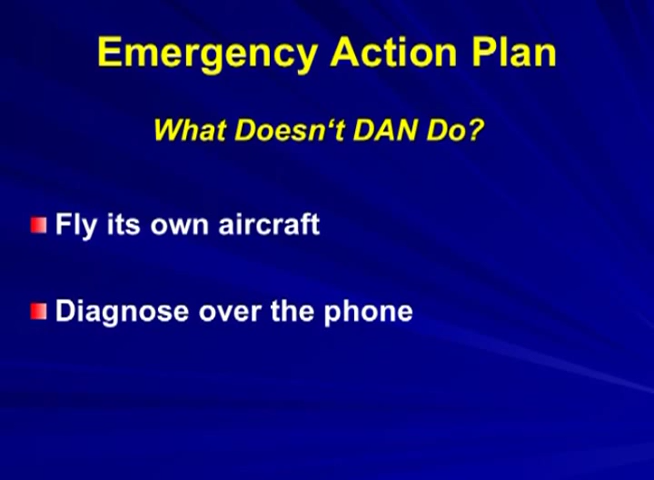 Emergency Action Plan
What Doesn‘t DAN Do?
Fly its own aircraft
Diagnose over the phone